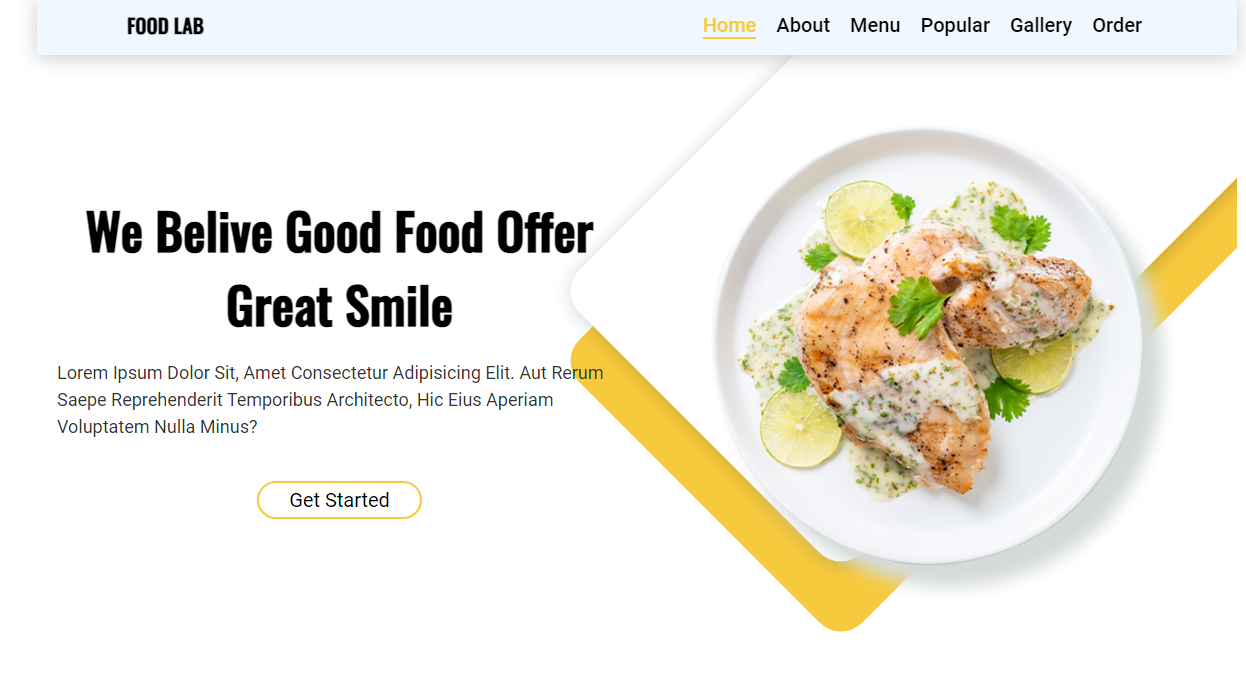 FOOD LAB
Home About Menu Popular Gallery Order
We Belive Good Food Offer
Great Smile
Lorem Ipsum Dolor Sit, Amet Consectetur Adipisicing Elit. Aut Rerum
Saepe Reprehenderit Temporibus Architecto, Hic Eius Aperiam
Voluptatem Nulla Minus?
Get Started